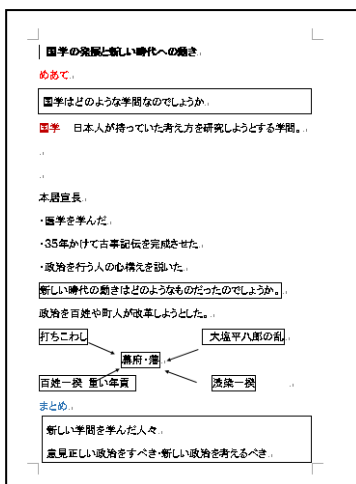 国学の発展と新しい時代への動き
めあて
国学はどのような学問なのでしょうか
国学　日本人が持っていた考え方を研究しようとする学問。
本居宣長
・医学を学んだ
・35年かけて古事記伝を完成させた
・政治を行う人の心構えを説いた
新しい時代の動きはどのようなものだったのでしょうか。
政治を百姓や町人が改革しようとした。
打ちこわし　大塩平八郎の乱
幕府・藩
百姓一揆 重い年貢　渋染一揆
まとめ
新しい学問を学んだ人々
意見正しい政治をすべき・新しい政治を考えるべき